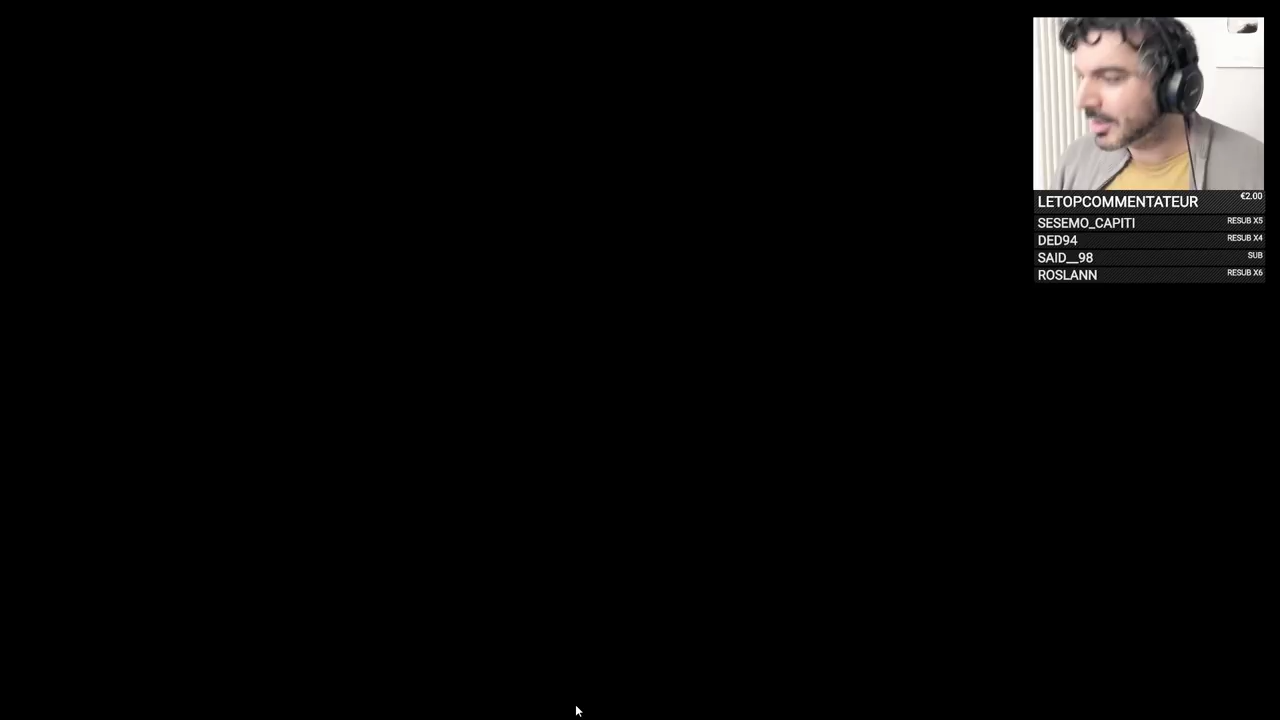 LETOPCOMMENTATEUR €2.00
SESEMO_CAPITI RESUB X5
DED94 RESUB X4
SAID__98 SUB
ROSLANN RESUB X6